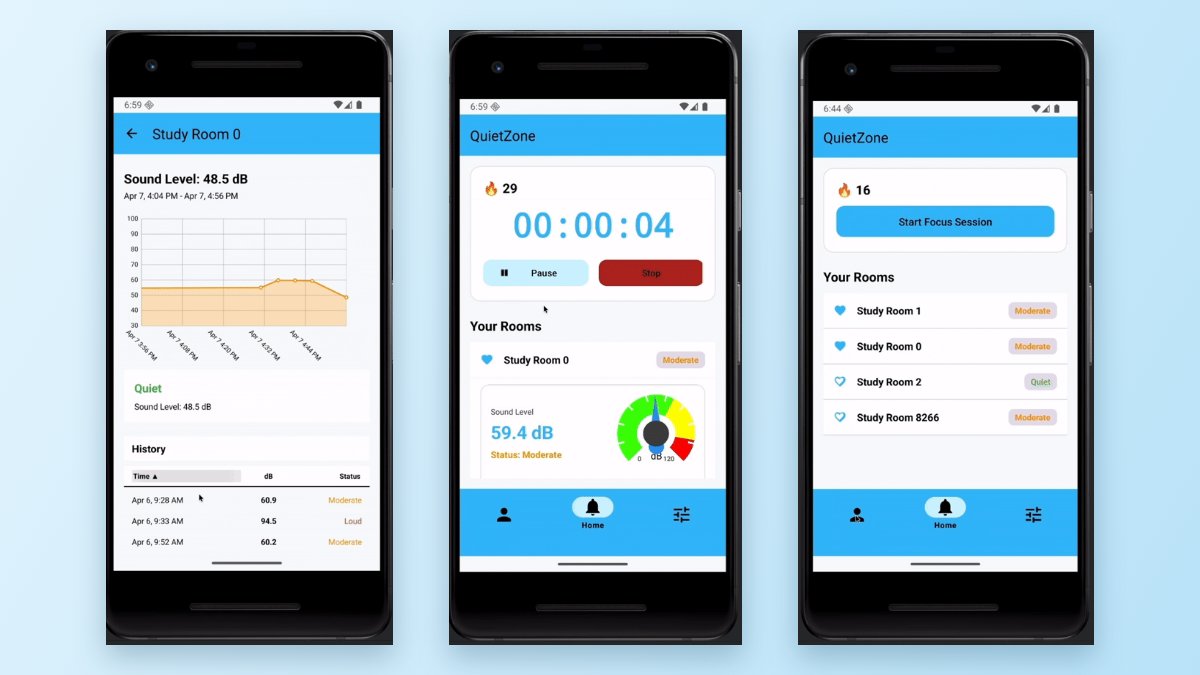 6:59
Study Room 0
Sound Level: 48.5 dB
Apr 7, 4:04 PM - Apr 7, 4:56 PM
100
90
80
70
60
50
40
30
Apr 7 3:56 PM
Apr 7 4:08 PM
Apr 7 4:20 PM
Apr 7 4:32 PM
Apr 7 4:44 PM
Quiet
Sound Level: 48.5 dB
History
Time ▲ dB Status
Apr 6, 9:28 AM 60.9 Moderate
Apr 6, 9:33 AM 94.5 Loud
Apr 6, 9:52 AM 60.2 Moderate
6:59
QuietZone
🔥 29
00:00:04
Pause Stop
Your Rooms
Study Room 0 Moderate
Sound Level
59.4 dB
Status: Moderate
0 dB 120
Home
6:44
QuietZone
🔥 16
Start Focus Session
Your Rooms
Study Room 1 Moderate
Study Room 0 Moderate
Study Room 2 Quiet
Study Room 8266 Moderate
Home